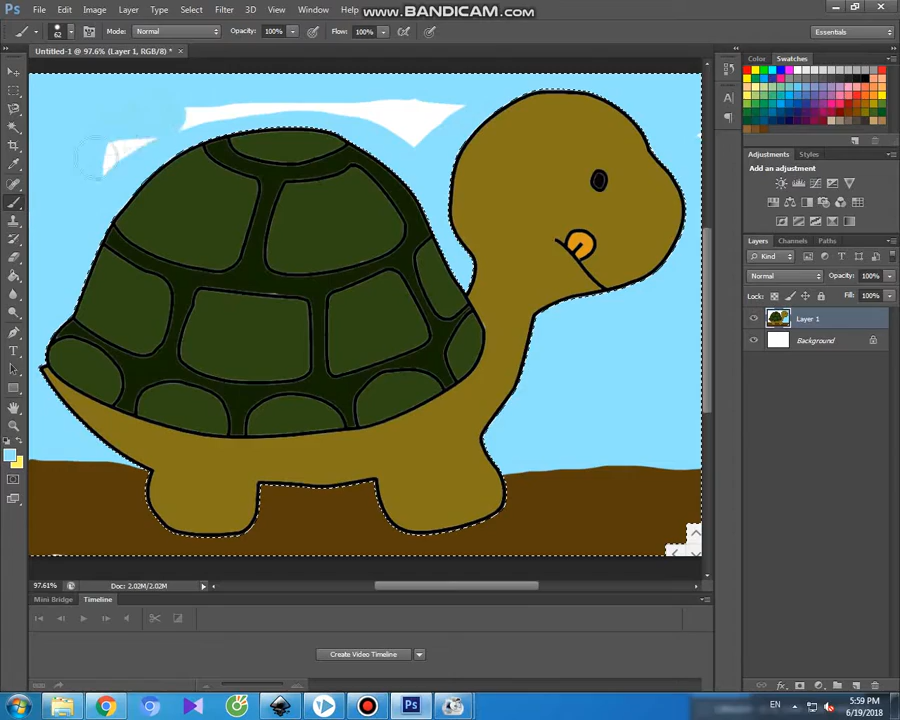 Ps File Edit Image Layer Type Select Filter 3D View Window Help
www.BANDICAM.com
62 Mode: Normal Opacity: 100% Flow: 100% Essentials
Untitled-1 @ 97.6% (Layer 1, RGB/8) * ×
Color Swatches
Adjustments Styles
Add an adjustment
Layers Channels Paths
Kind
Normal Opacity: 100%
Lock: Fill: 100%
Layer 1
Background
97.61% Doc: 2.02M/2.02M
Mini Bridge Timeline
Create Video Timeline
EN 5:59 PM
6/19/2018